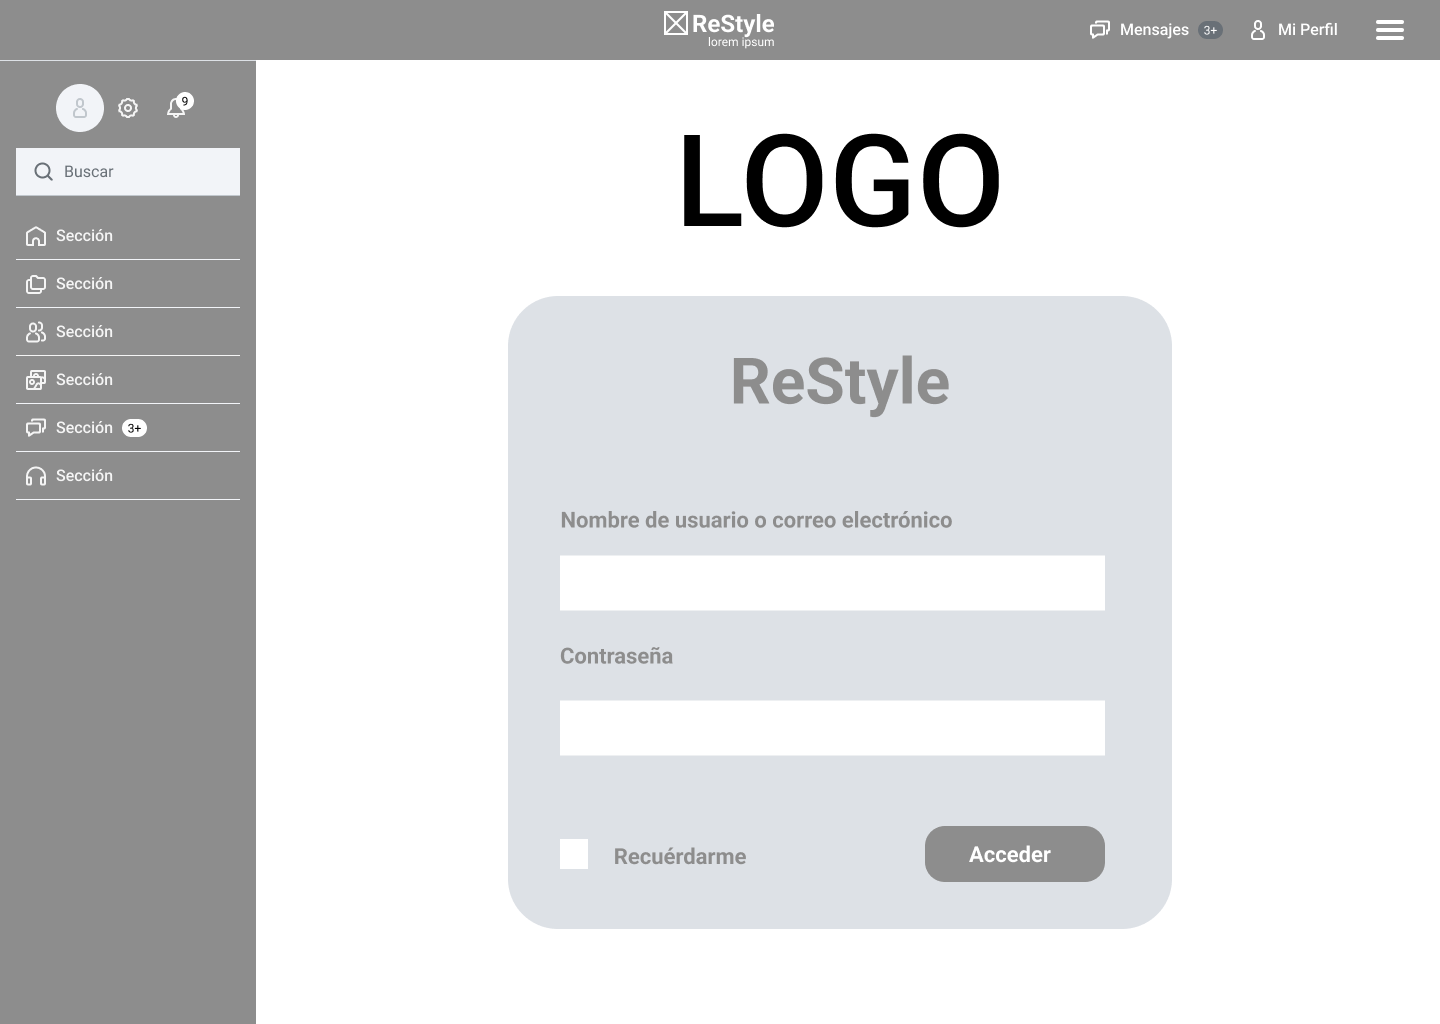 ReStyle
lorem ipsum
Mensajes 3+
Mi Perfil
9
Buscar
Sección
Sección
Sección
Sección
Sección 3+
Sección
LOGO
ReStyle
Nombre de usuario o correo electrónico
Contraseña
Recuérdarme
Acceder